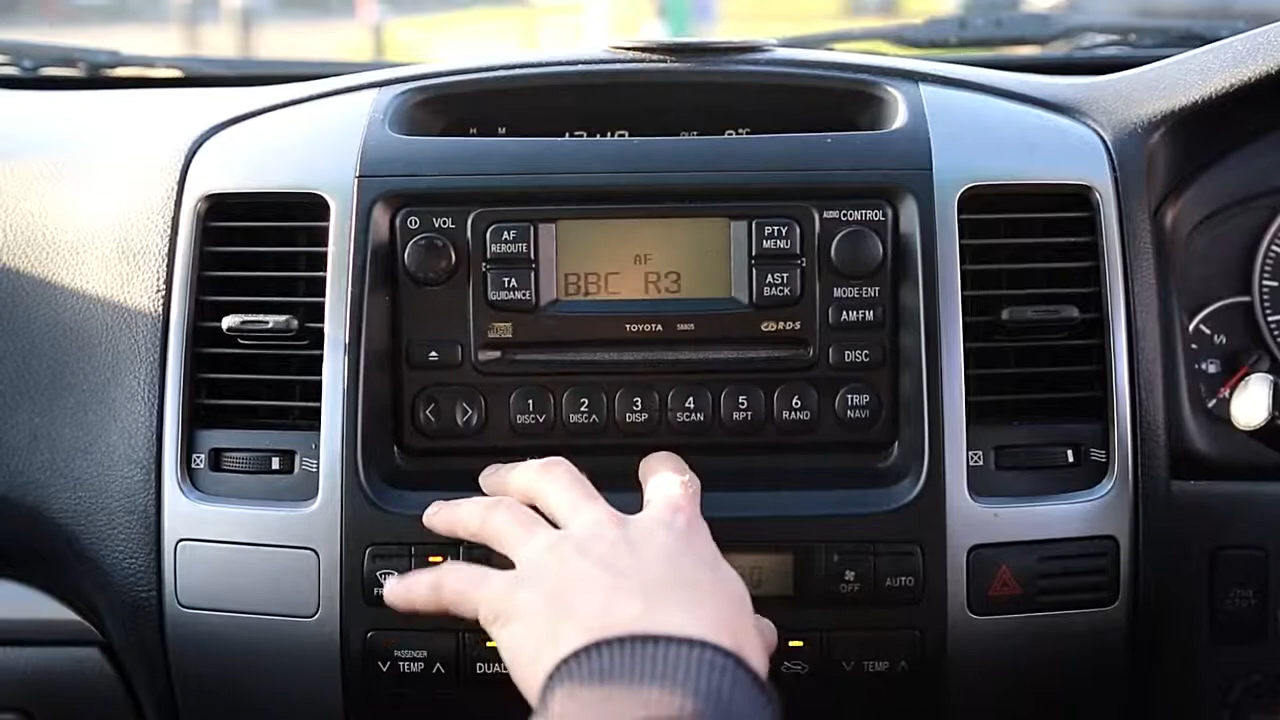 H M
OUT
VOL
AF
REROUTE
TA
GUIDANCE
AF
BBC R3
PTY
MENU
AST
BACK
AUDIO CONTROL
MODE·ENT
AM·FM
DISC
TOYOTA 58805
R·D·S
1
DISC
2
DISC
3
DISP
4
SCAN
5
RPT
6
RAND
TRIP
NAVI
OFF
AUTO
PASSENGER
TEMP
DUAL
TEMP